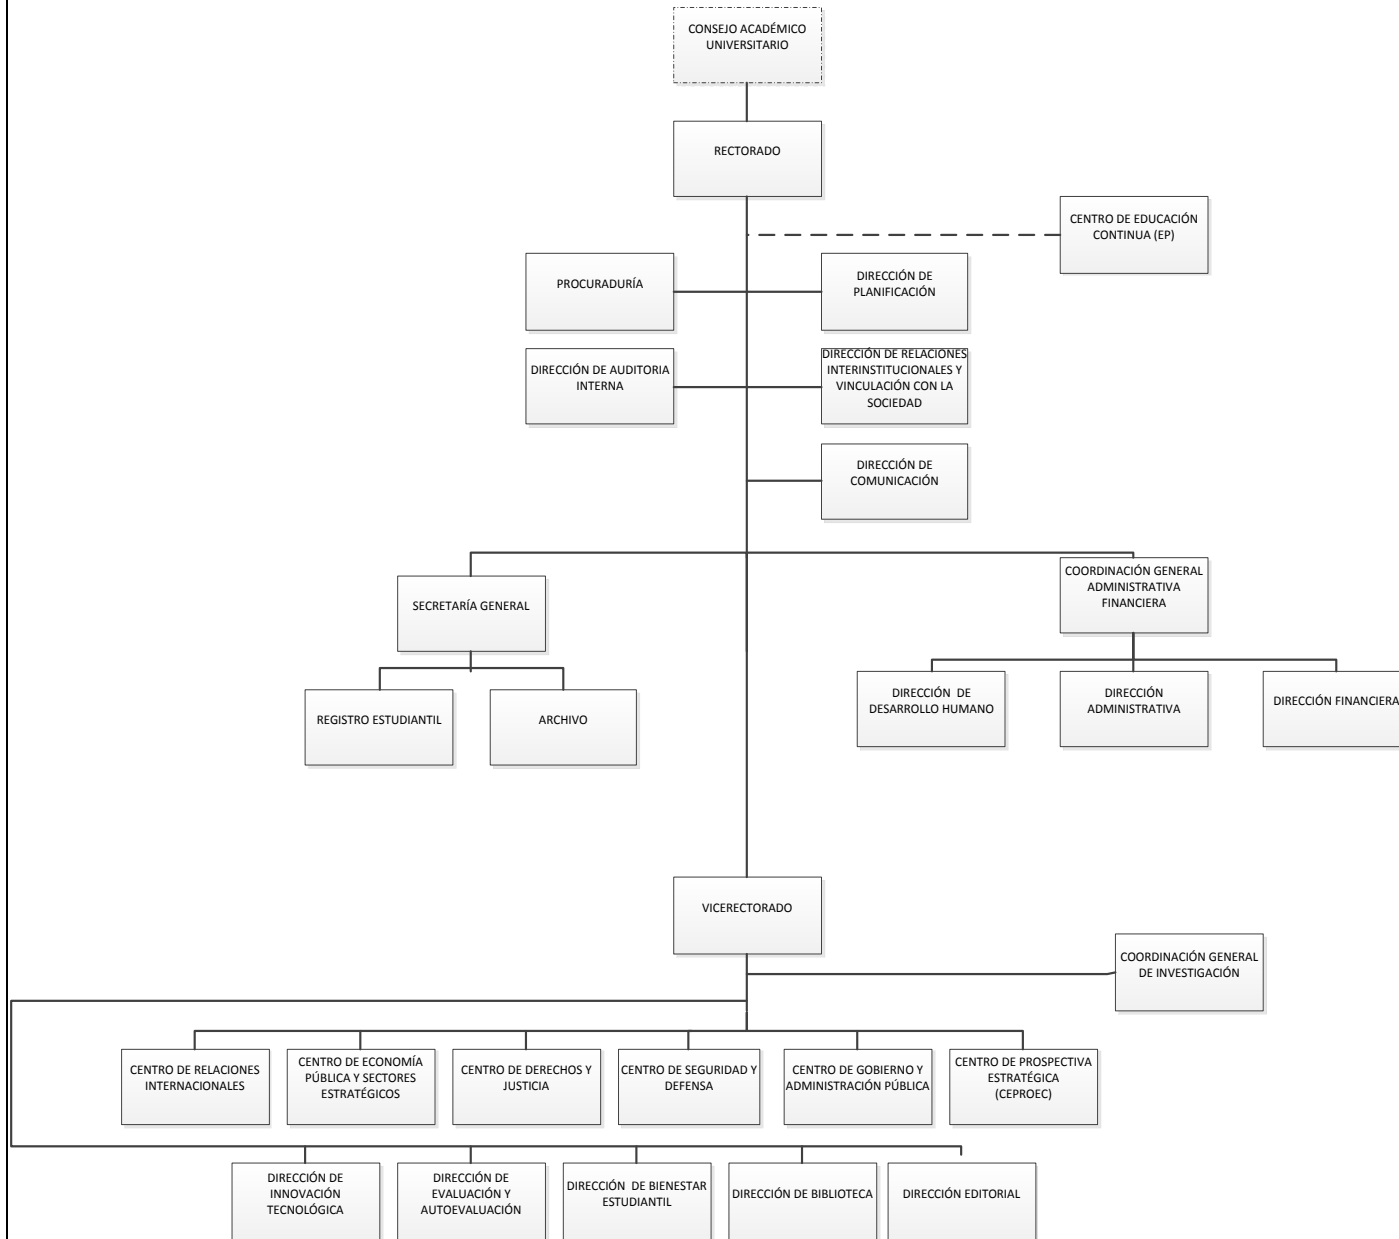 CONSEJO ACADÉMICO
UNIVERSITARIO
RECTORADO
CENTRO DE EDUCACIÓN
CONTINUA (EP)
PROCURADURÍA
DIRECCIÓN DE
PLANIFICACIÓN
DIRECCIÓN DE AUDITORIA
INTERNA
DIRECCIÓN DE RELACIONES
INTERINSTITUCIONALES Y
VINCULACIÓN CON LA
SOCIEDAD
DIRECCIÓN DE
COMUNICACIÓN
SECRETARÍA GENERAL
COORDINACIÓN GENERAL
ADMINISTRATIVA
FINANCIERA
REGISTRO ESTUDIANTIL
ARCHIVO
DIRECCIÓN  DE
DESARROLLO HUMANO
DIRECCIÓN
ADMINISTRATIVA
DIRECCIÓN FINANCIERA
VICERECTORADO
COORDINACIÓN GENERAL
DE INVESTIGACIÓN
CENTRO DE RELACIONES
INTERNACIONALES
CENTRO DE ECONOMÍA
PÚBLICA Y SECTORES
ESTRATÉGICOS
CENTRO DE DERECHOS Y
JUSTICIA
CENTRO DE SEGURIDAD Y
DEFENSA
CENTRO DE GOBIERNO Y
ADMINISTRACIÓN PÚBLICA
CENTRO DE PROSPECTIVA
ESTRATÉGICA
(CEPROEC)
DIRECCIÓN DE
INNOVACIÓN
TECNOLÓGICA
DIRECCIÓN DE
EVALUACIÓN Y
AUTOEVALUACIÓN
DIRECCIÓN  DE BIENESTAR
ESTUDIANTIL
DIRECCIÓN DE BIBLIOTECA
DIRECCIÓN EDITORIAL